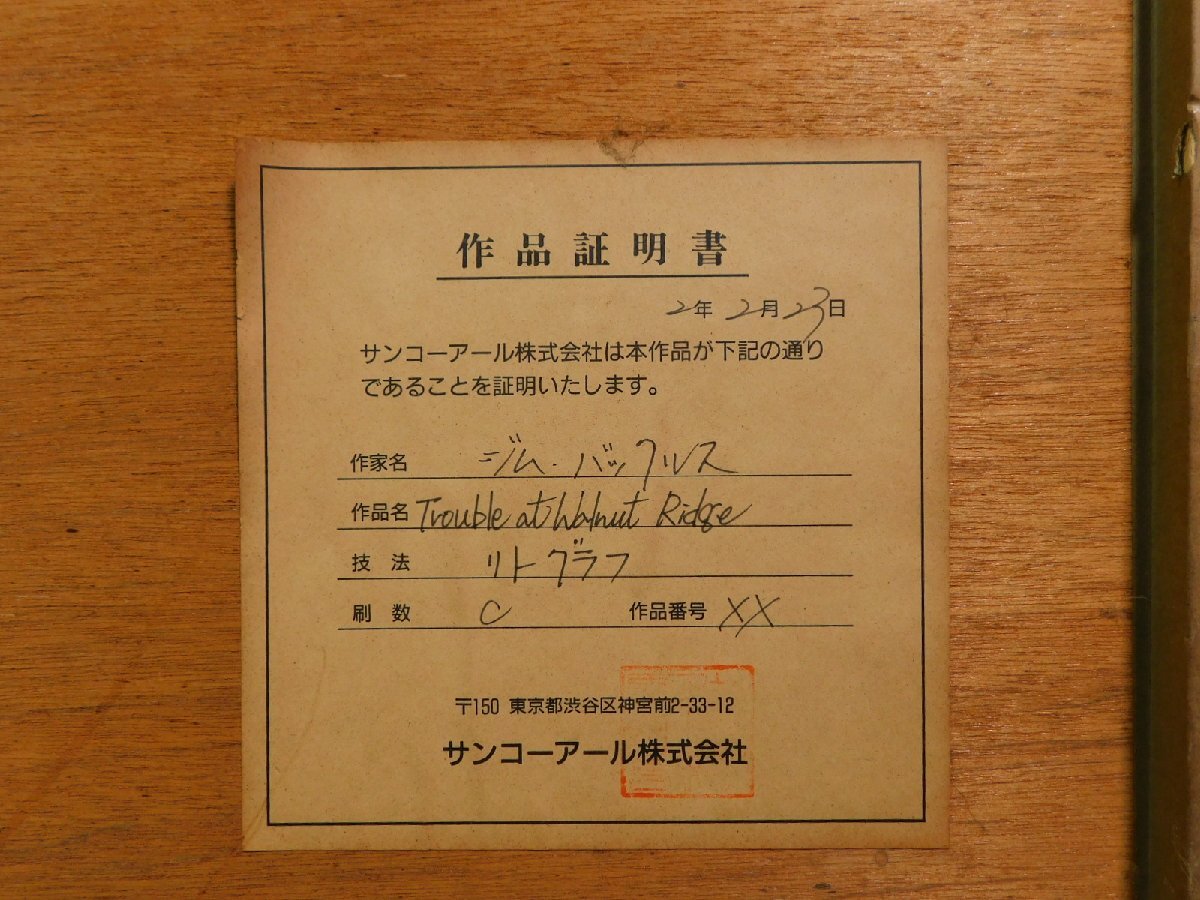 作品証明書
2年 2月 23日
サンコーアール株式会社は本作品が下記の通り
であることを証明いたします。
作家名 ジム・バックルス
作品名 Trouble at Walnut Ridge
技法 リトグラフ
刷数 C 作品番号 XX
〒150 東京都渋谷区神宮前2-33-12
サンコーアール株式会社